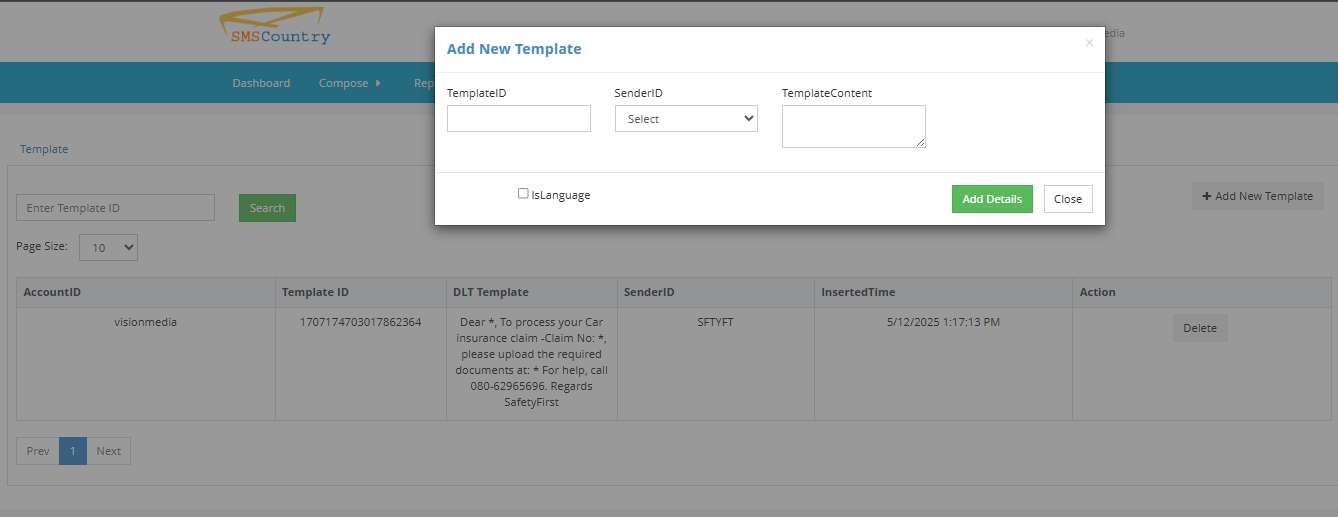 SMSCountry
edia
Dashboard Compose Rep
Add New Template ×
TemplateID SenderID TemplateContent
Select
IsLanguage Add Details Close
Template
Enter Template ID Search + Add New Template
Page Size: 10
AccountID Template ID DLT Template SenderID InsertedTime Action
visionmedia 1707174703017862364 Dear *, To process your Car SFTYFT 5/12/2025 1:17:13 PM Delete
insurance claim -Claim No: *,
please upload the required
documents at: * For help, call
080-62965696. Regards
SafetyFirst
Prev 1 Next